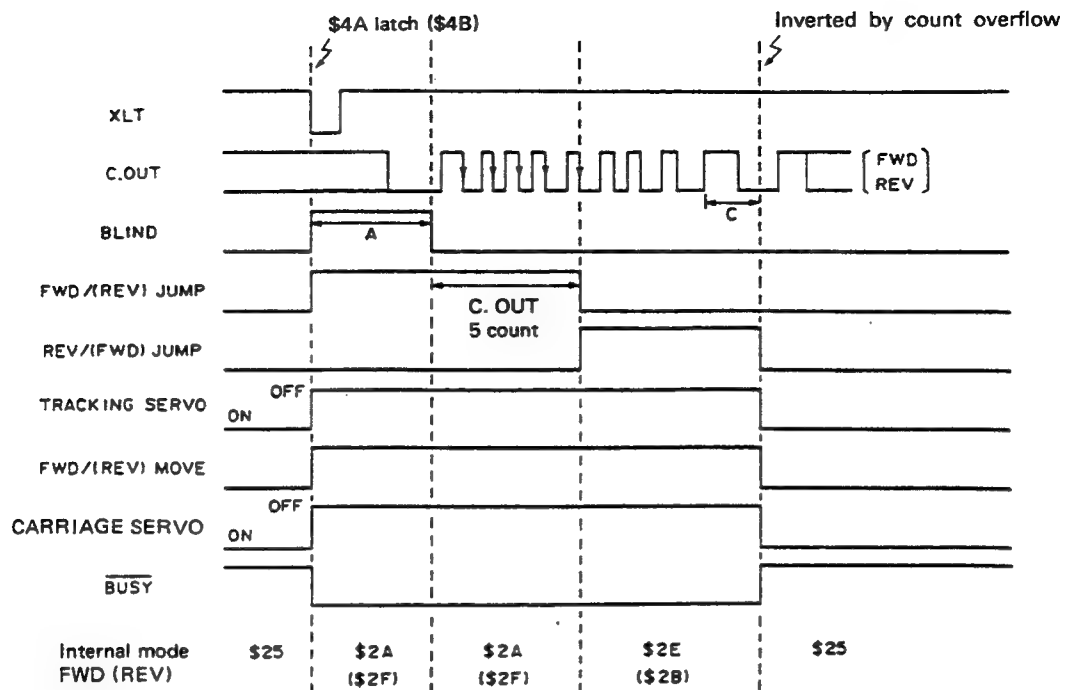 $4A latch ($4B)
Inverted by count overflow
XLT
C.OUT
FWD
REV
C
BLIND
A
FWD/(REV) JUMP
C. OUT
5 count
REV/(FWD) JUMP
OFF
TRACKING SERVO
ON
FWD/(REV) MOVE
OFF
CARRIAGE SERVO
ON
BUSY
Internal mode $25 $2A $2A $2E $25
FWD (REV) ($2F) ($2F) ($2B)